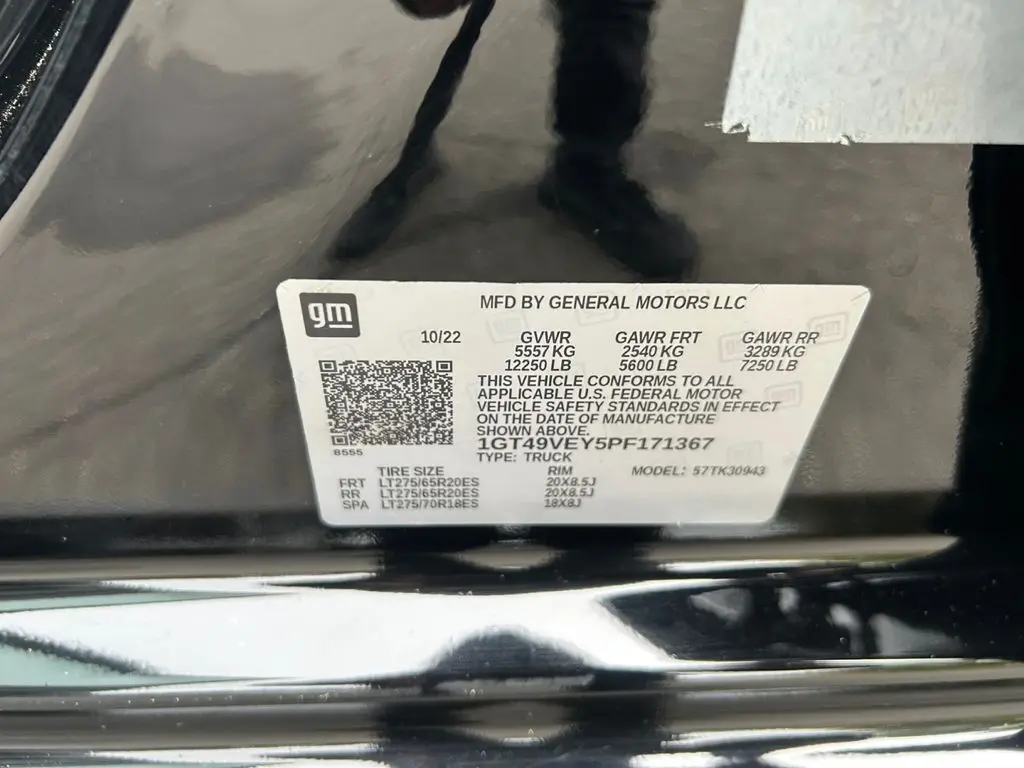 gm
MFD BY GENERAL MOTORS LLC
10/22 GVWR GAWR FRT GAWR RR
5557 KG 2540 KG 3289 KG
12250 LB 5600 LB 7250 LB
THIS VEHICLE CONFORMS TO ALL
APPLICABLE U.S. FEDERAL MOTOR
VEHICLE SAFETY STANDARDS IN EFFECT
ON THE DATE OF MANUFACTURE
SHOWN ABOVE.
1GT49VEY5PF171367
8555
TYPE: TRUCK
TIRE SIZE RIM MODEL: 57TK30943
FRT LT275/65R20ES 20X8.5J
RR LT275/65R20ES 20X8.5J
SPA LT275/70R18ES 18X8J